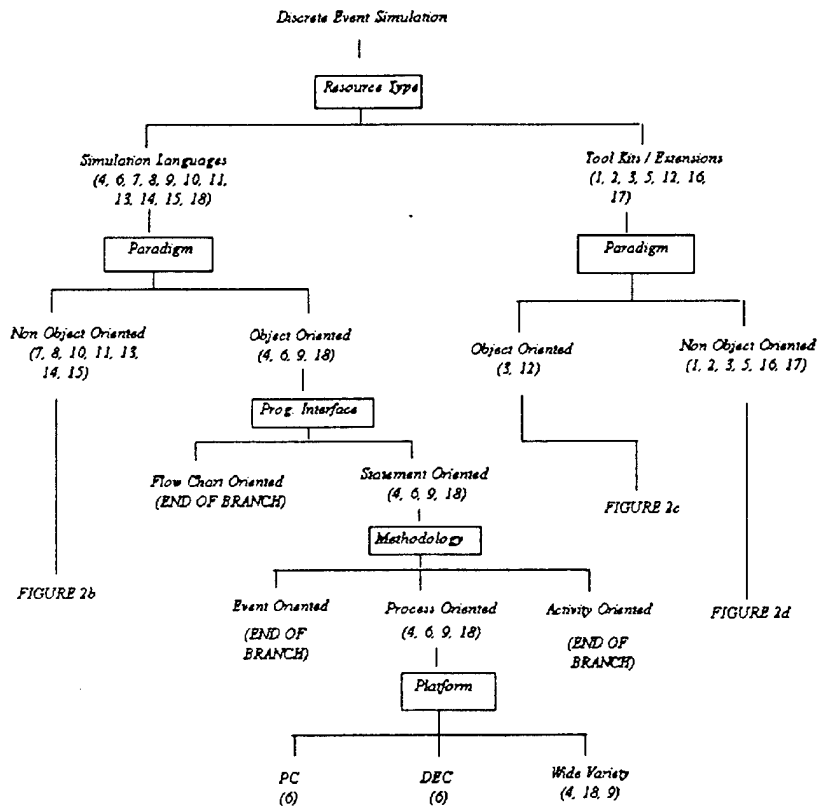 Discrete Event Simulation
Resource Type
Simulation Languages
(4, 6, 7, 8, 9, 10, 11,
13, 14, 15, 18)
Tool Kits / Extensions
(1, 2, 3, 5, 12, 16,
17)
Paradigm
Paradigm
Non Object Oriented
(7, 8, 10, 11, 13,
14, 15)
Object Oriented
(4, 6, 9, 18)
Object Oriented
(3, 12)
Non Object Oriented
(1, 2, 3, 5, 16, 17)
Prog. Interface
Flow Chart Oriented
(END OF BRANCH)
Statement Oriented
(4, 6, 9, 18)
FIGURE 2c
Methodology
FIGURE 2b
Event Oriented
(END OF
BRANCH)
Process Oriented
(4, 6, 9, 18)
Activity Oriented
(END OF
BRANCH)
FIGURE 2d
Platform
PC
(6)
DEC
(6)
Wide Variety
(4, 18, 9)